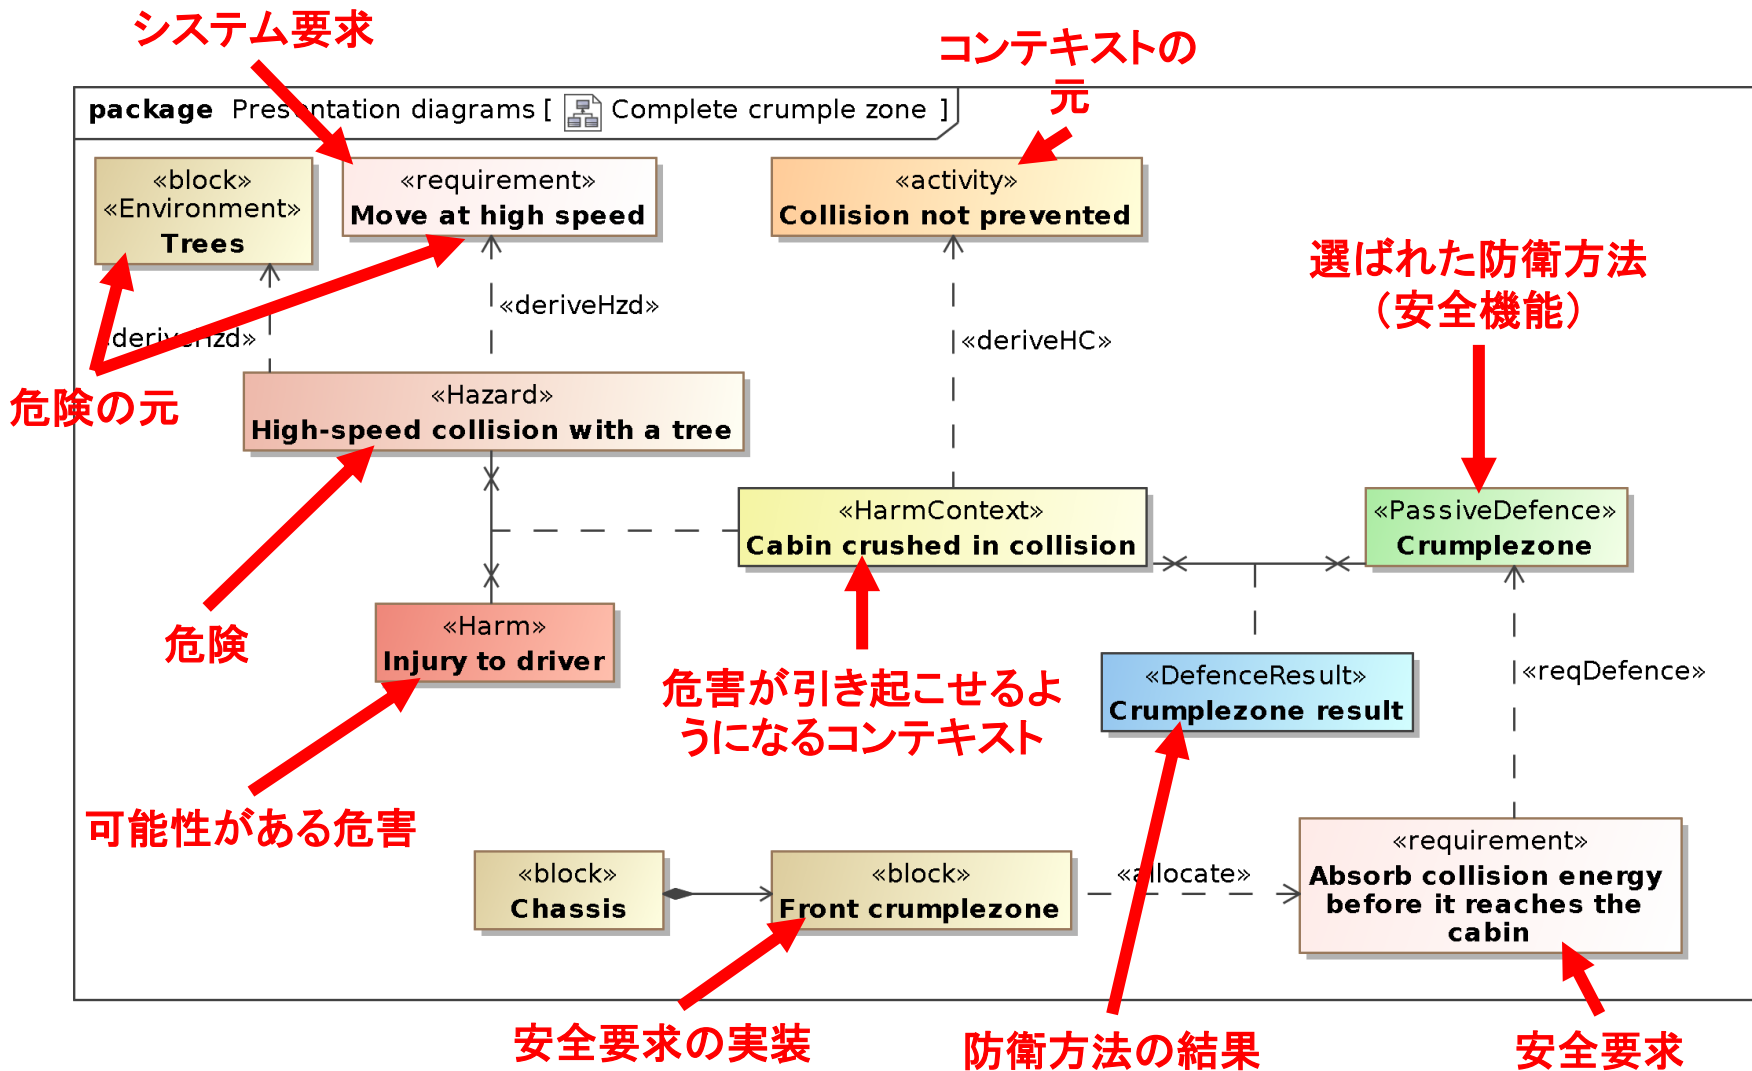 システム要求
コンテキストの
元
package Presentation diagrams [ Complete crumple zone ]
«block»
«Environment»
Trees
«requirement»
Move at high speed
«activity»
Collision not prevented
選ばれた防衛方法
（安全機能）
«deriveHzd»
«deriveHzd»
«deriveHC»
危険の元
«Hazard»
High-speed collision with a tree
«HarmContext»
Cabin crushed in collision
«PassiveDefence»
Crumplezone
«Harm»
Injury to driver
危険
危害が引き起こせるよ
うになるコンテキスト
«DefenceResult»
Crumplezone result
«reqDefence»
可能性がある危害
«block»
Chassis
«block»
Front crumplezone
«allocate»
«requirement»
Absorb collision energy
before it reaches the
cabin
安全要求の実装
防衛方法の結果
安全要求